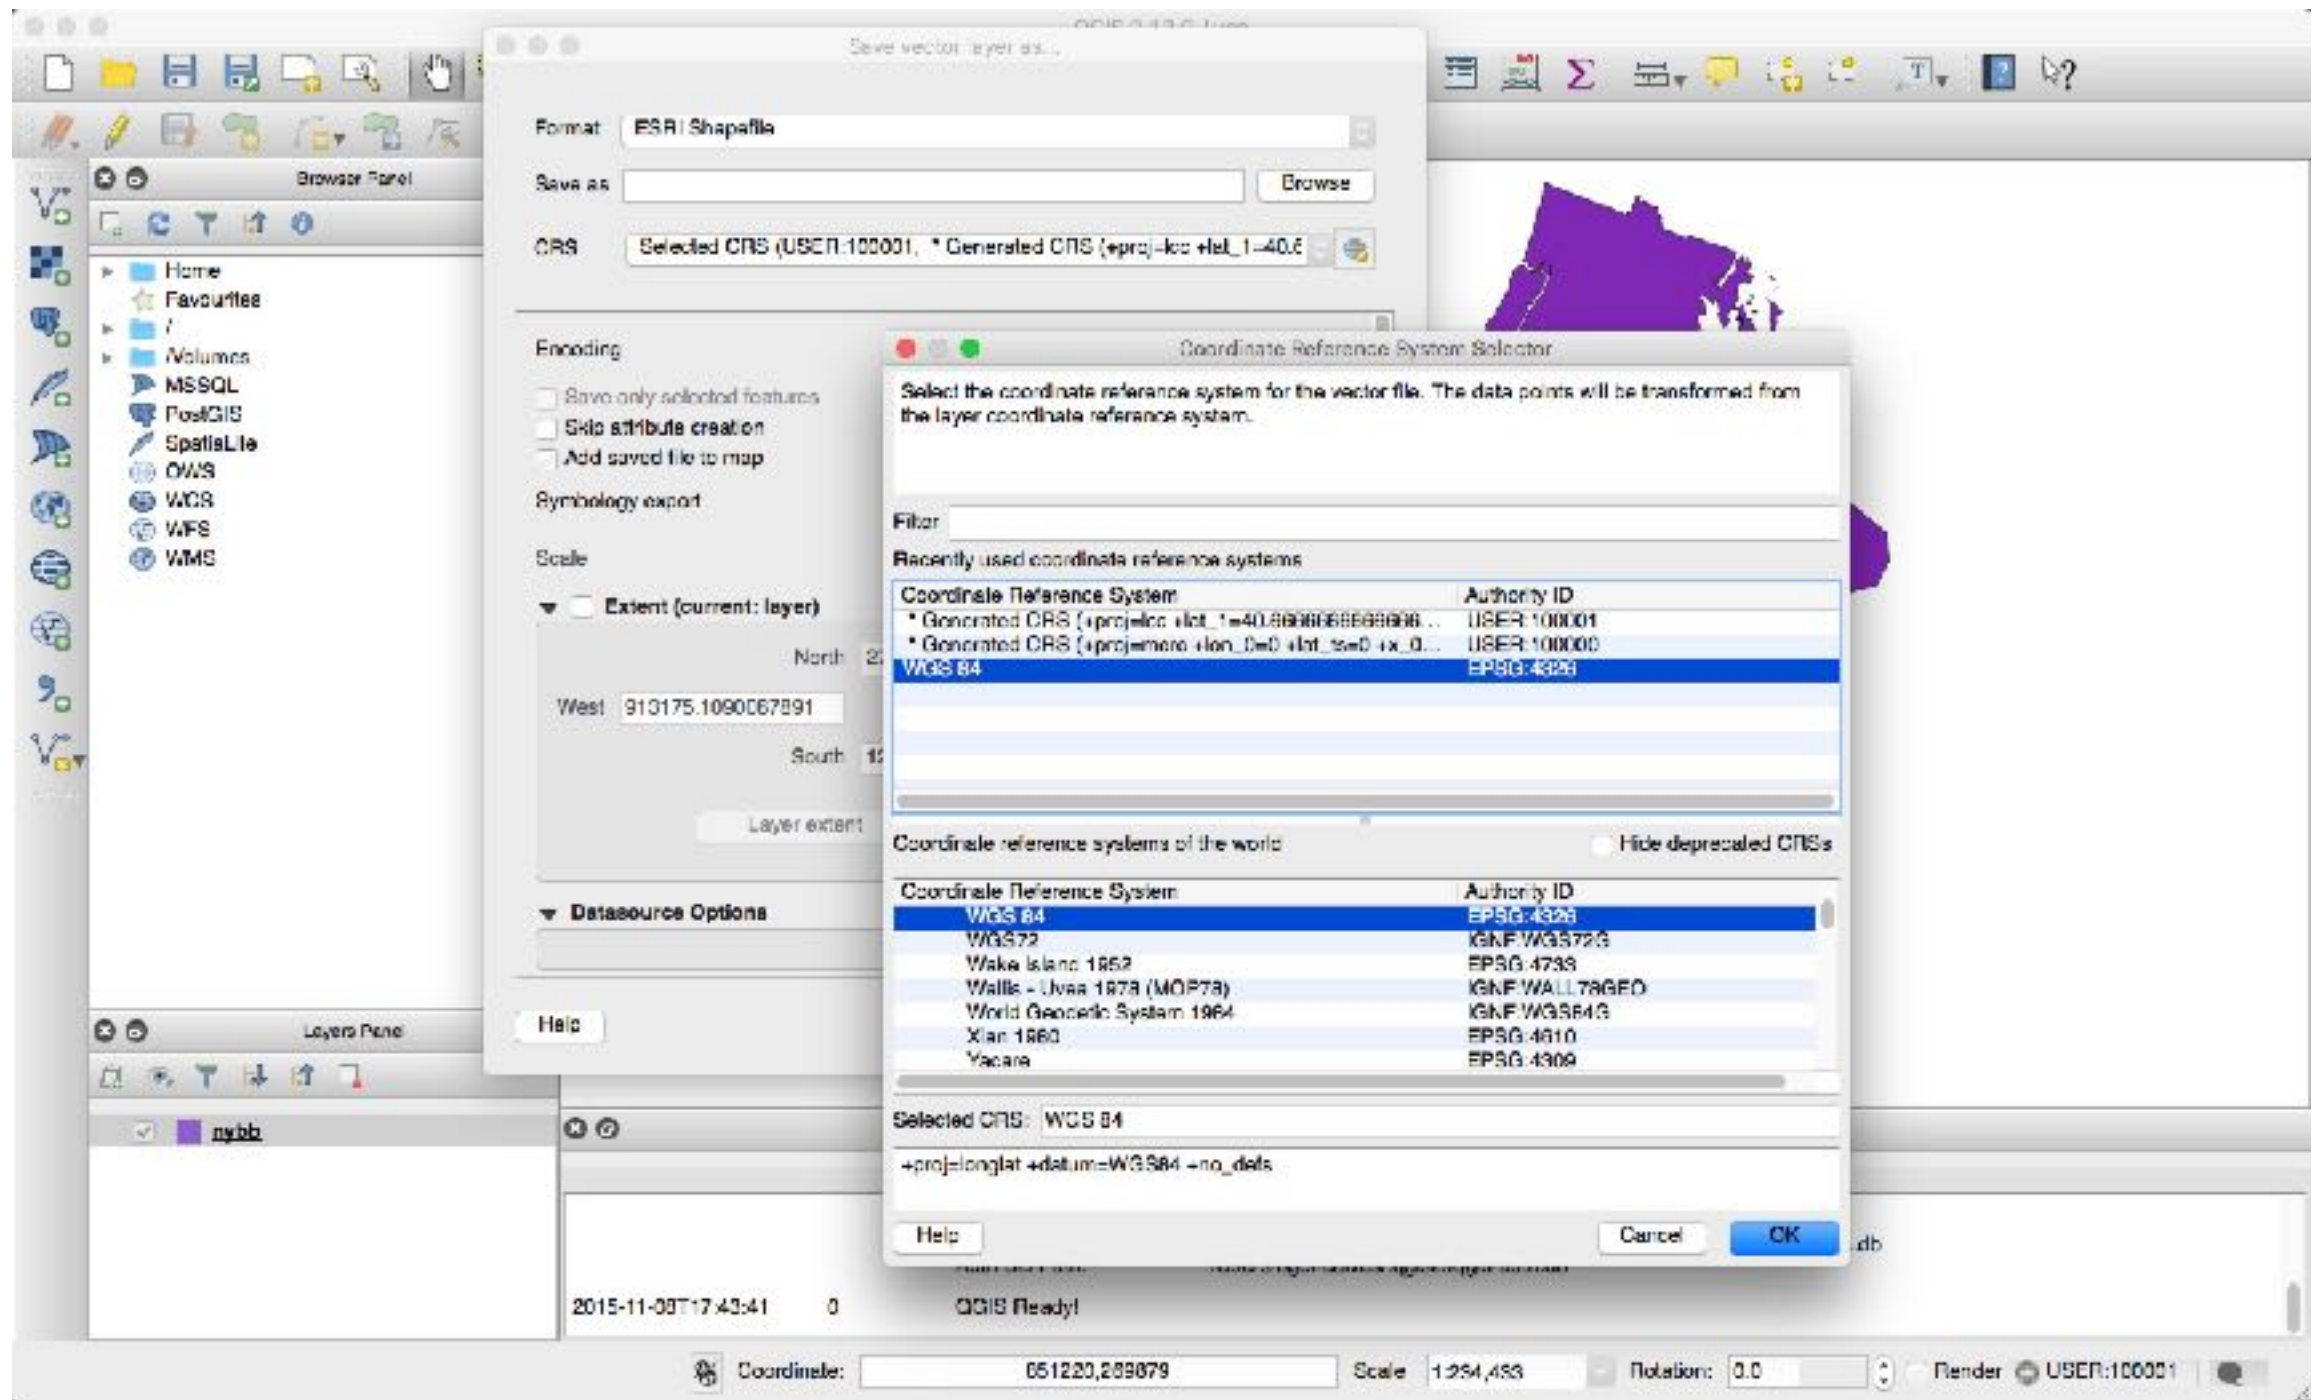 Save vector layer as...
Format ESRI Shapefile
Save as Browse
CRS Selected CRS (USER:100001, * Generated CRS (+proj=lcc +lat_1=40.6
Browser Panel
Home
Favourites
/
/Volumes
MSSQL
PostGIS
SpatiaLite
OWS
WCS
WFS
WMS
Encoding
Save only selected features
Skip attribute creation
Add saved file to map
Symbology export
Scale
Extent (current: layer)
North
West 913175.1090087891
South 12
Layer extent
Datasource Options
Help
Coordinate Reference System Selector
Select the coordinate reference system for the vector file. The data points will be transformed from
the layer coordinate reference system.
Filter
Recently used coordinate reference systems
Coordinate Reference System Authority ID
* Generated CRS (+proj=lcc +lat_1=40.6666666666666... USER:100001
* Generated CRS (+proj=merc +lon_0=0 +lat_ts=0 +x_0... USER:100000
WGS 84 EPSG:4326
Coordinate reference systems of the world Hide deprecated CRSs
Coordinate Reference System Authority ID
WGS 84 EPSG:4326
WGS72 IGNF:WGS72G
Wake Island 1952 EPSG:4733
Wallis - Uvea 1978 (MOP78) IGNF:WALL78GEO
World Geodetic System 1984 IGNF:WGS84G
Xian 1980 EPSG:4610
Yacare EPSG:4309
Selected CRS: WGS 84
+proj=longlat +datum=WGS84 +no_defs
Help Cancel OK
Layers Panel
nybb
.db
2015-11-08T17:43:41 0 QGIS Ready!
Coordinate: 851220,269879 Scale 1:234,433 Rotation: 0.0 Render USER:100001